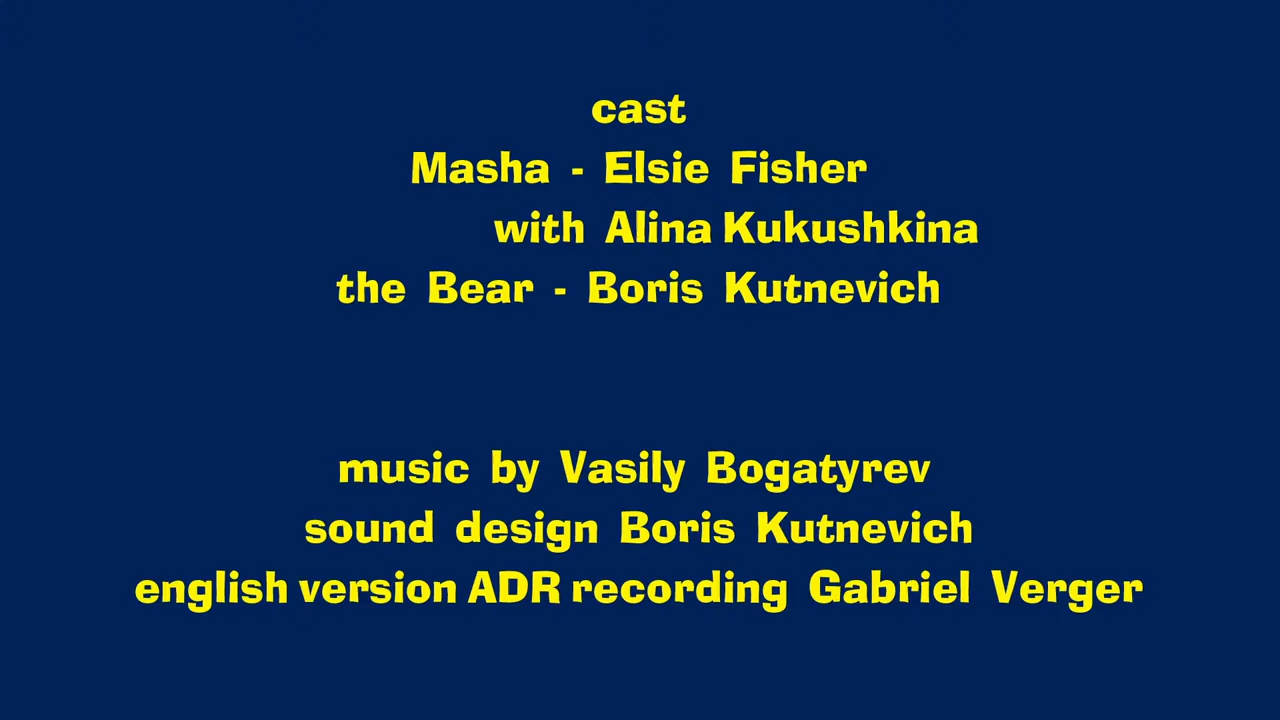 cast
Masha - Elsie Fisher
with Alina Kukushkina
the Bear - Boris Kutnevich
music by Vasily Bogatyrev
sound design Boris Kutnevich
english version ADR recording Gabriel Verger